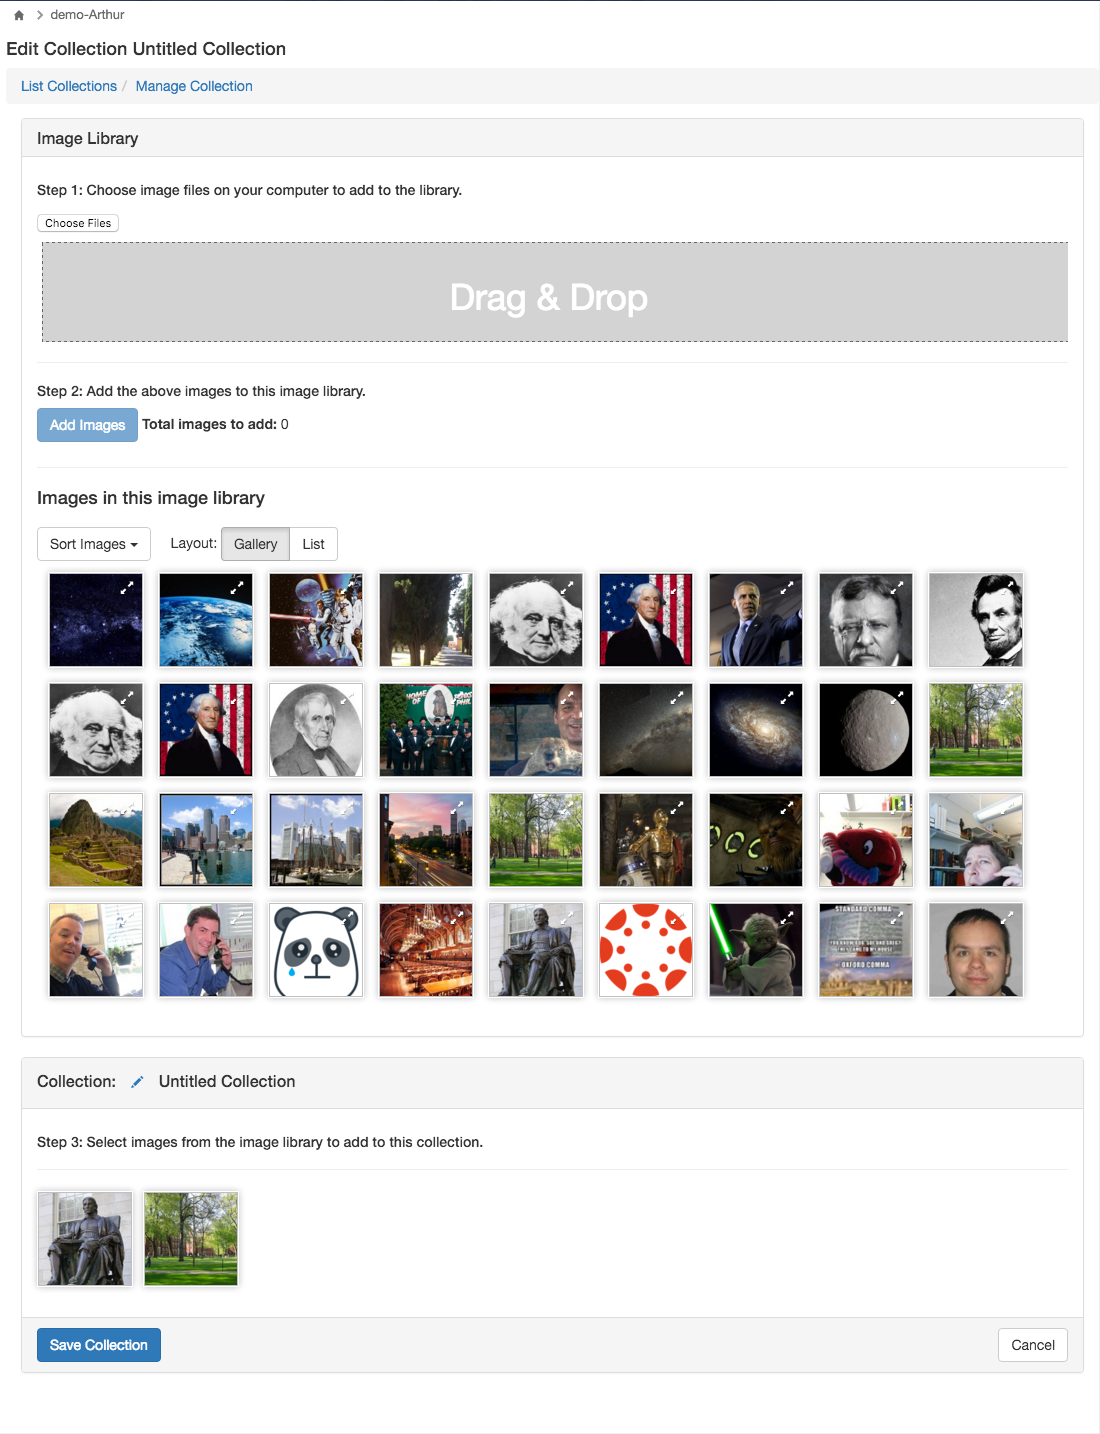 demo-Arthur
Edit Collection Untitled Collection
List Collections / Manage Collection
Image Library
Step 1: Choose image files on your computer to add to the library.
Choose Files
Drag & Drop
Step 2: Add the above images to this image library.
Add Images Total images to add: 0
Images in this image library
Sort Images Layout: Gallery List
HOME
OF
STANDARD COMMA
OXFORD COMMA
Collection: Untitled Collection
Step 3: Select images from the image library to add to this collection.
Save Collection Cancel